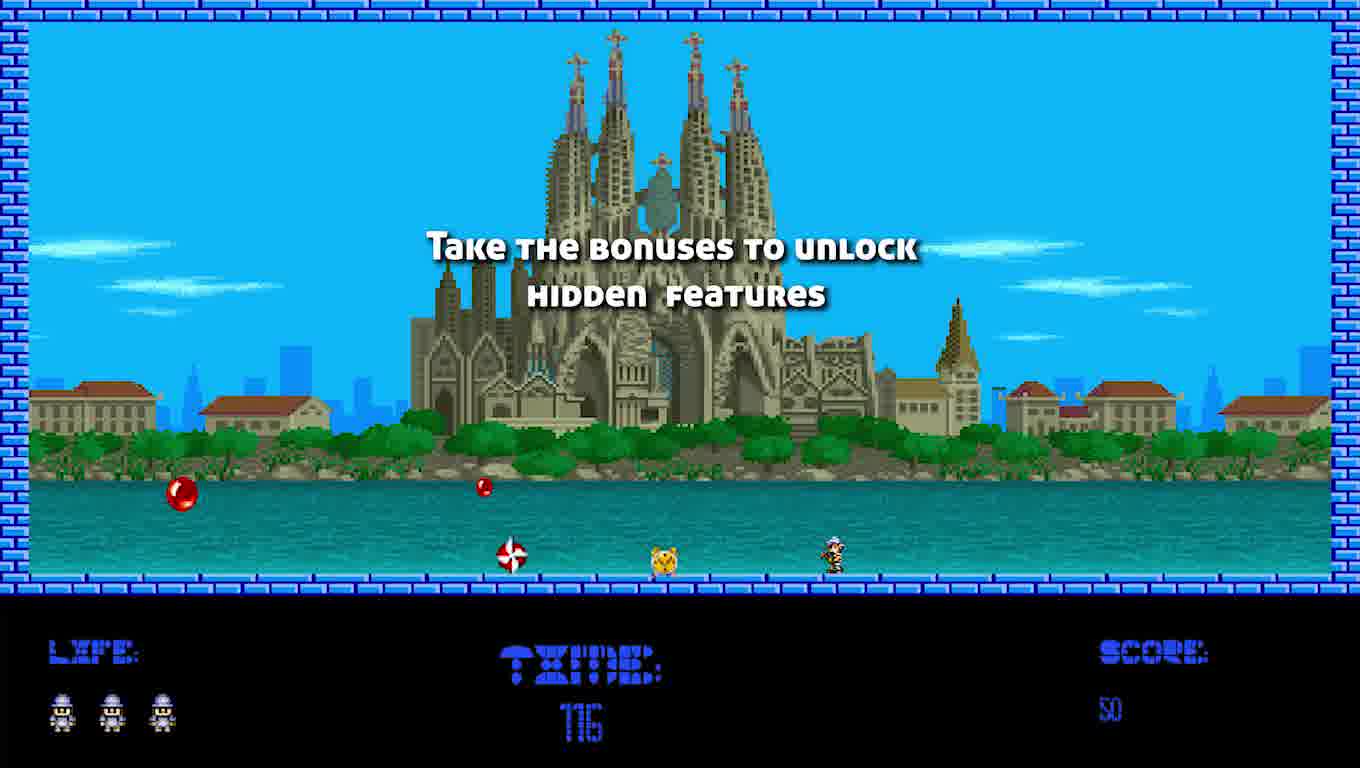 Take the bonuses to unlock
hidden features
LIFE:
TIME:
SCORE:
116
50